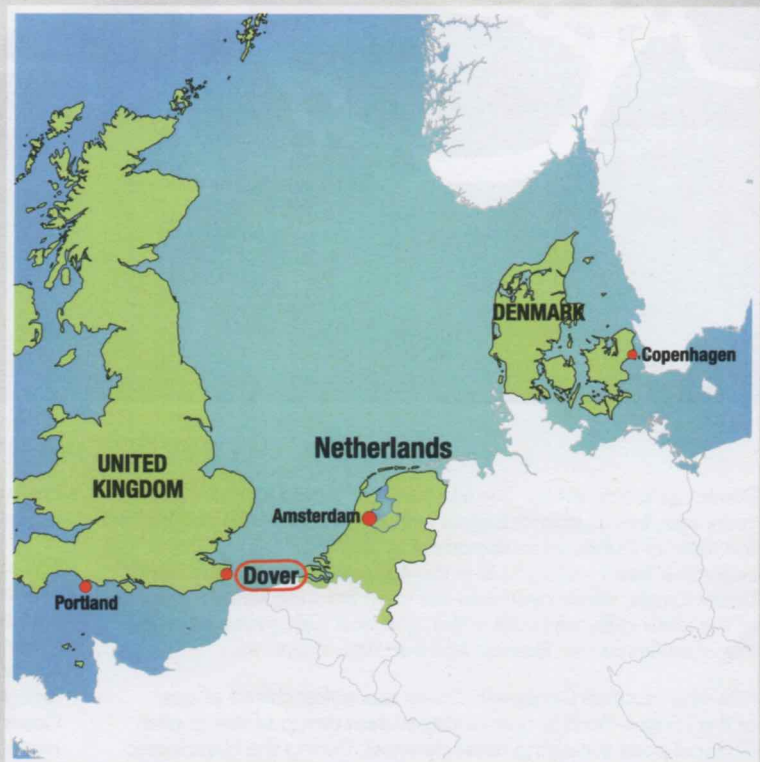 DENMARK
Copenhagen
Netherlands
UNITED
KINGDOM
Amsterdam
Dover
Portland